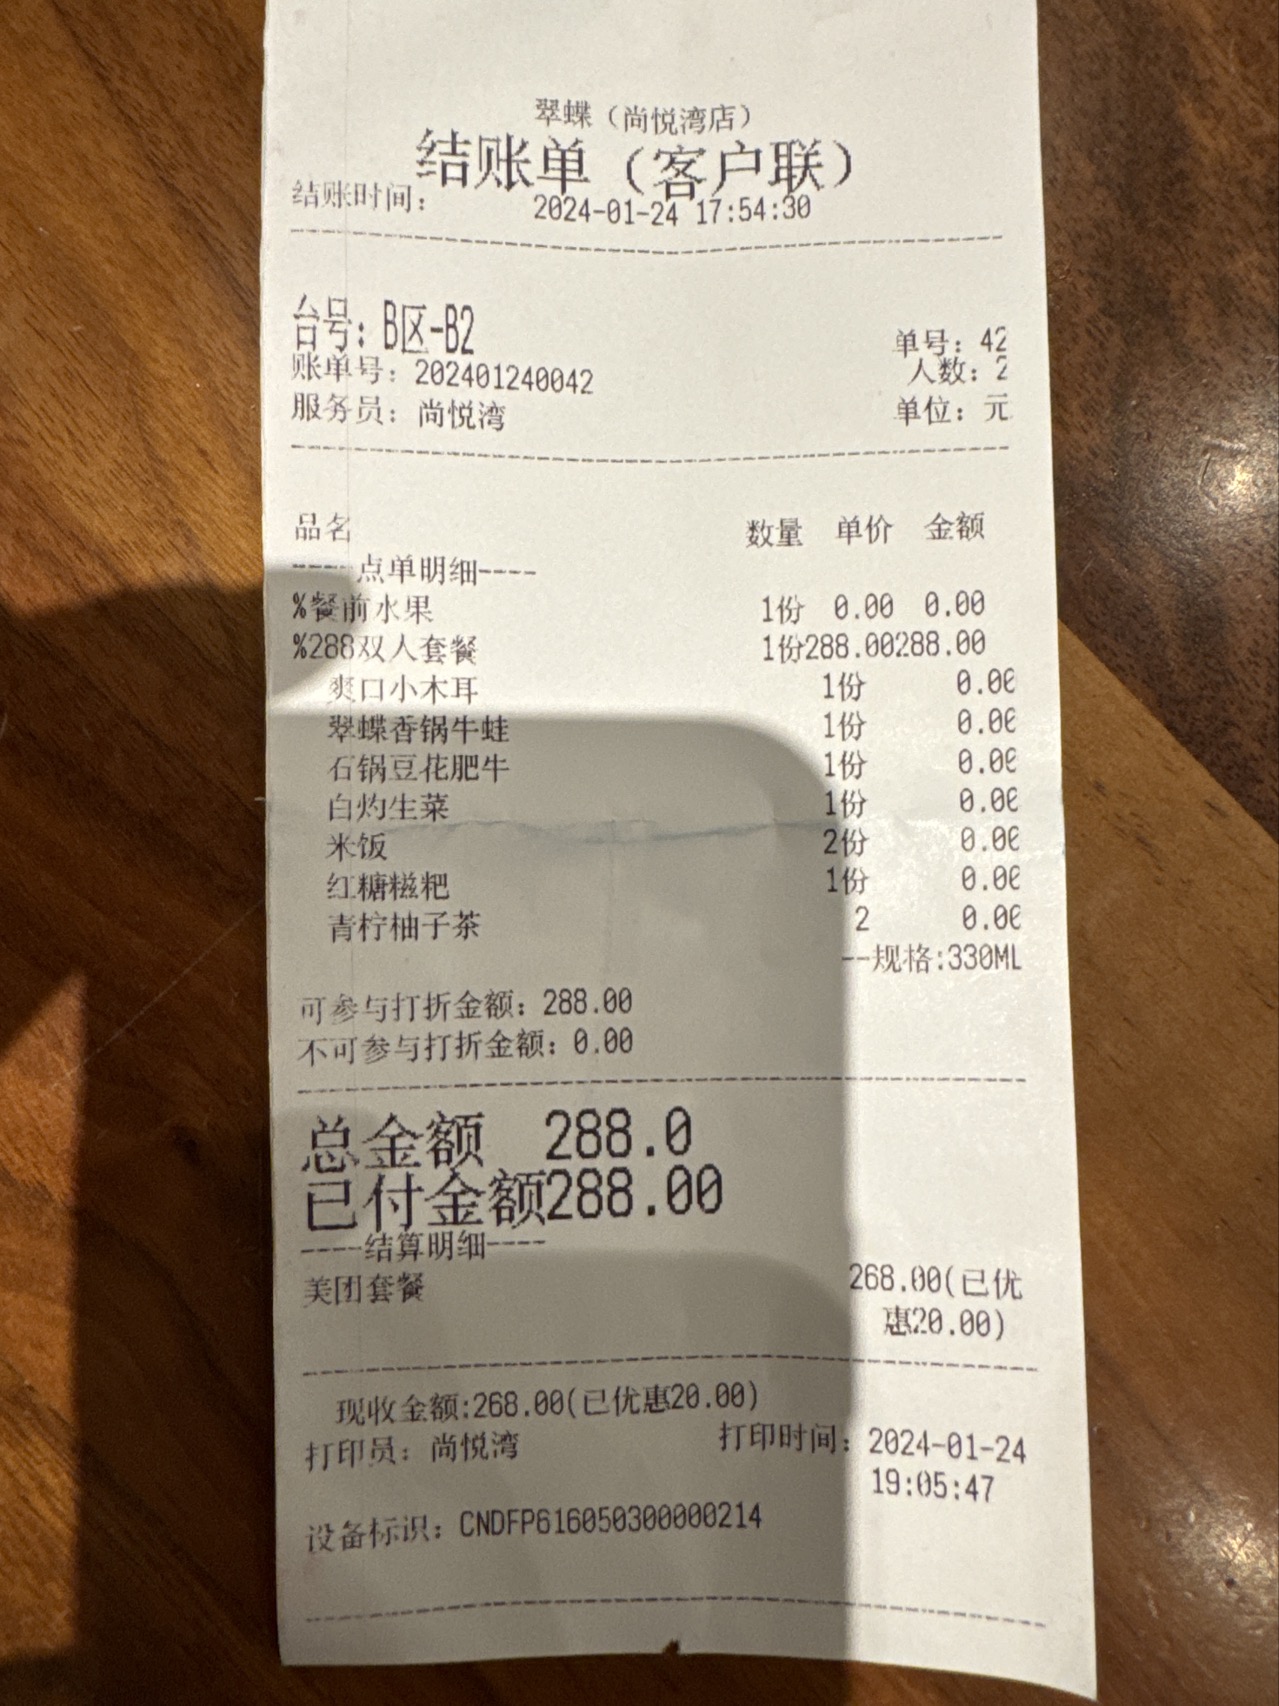 翠蝶（尚悦湾店）
结账单（客户联）
结账时间： 2024-01-24 17:54:30
台号：B区-B2
单号：42
账单号：202401240042
人数：2
服务员：尚悦湾
单位：元
品名 数量 单价 金额
----点单明细----
%餐前水果 1份 0.00 0.00
%288双人套餐 1份288.00288.00
爽口小木耳 1份 0.00
翠蝶香锅牛蛙 1份 0.00
石锅豆花肥牛 1份 0.00
白灼生菜 1份 0.00
米饭 2份 0.00
红糖糍粑 1份 0.00
青柠柚子茶 2 0.00
--规格:330ML
可参与打折金额：288.00
不可参与打折金额：0.00
总金额 288.0
已付金额288.00
----结算明细----
美团套餐 268.00(已优
惠20.00)
现收金额:268.00(已优惠20.00)
打印员：尚悦湾 打印时间：2024-01-24
19:05:47
设备标识：CNDFP616050300000214